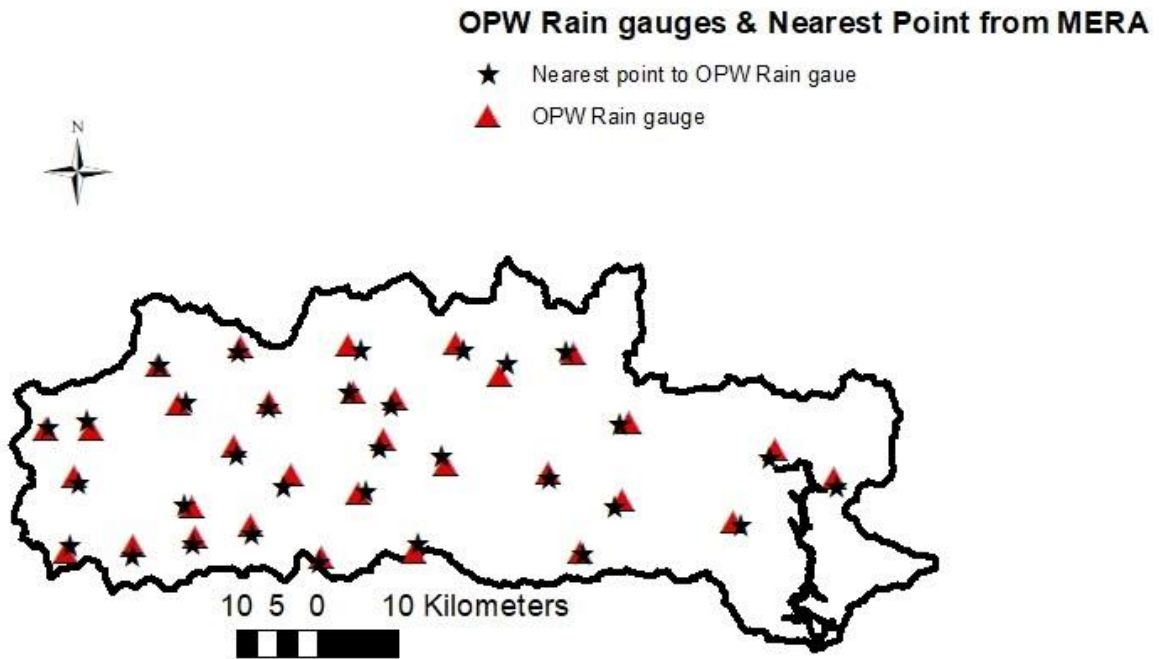 OPW Rain gauges & Nearest Point from MERA
Nearest point to OPW Rain gaue
OPW Rain gauge
N
10 5 0 10 Kilometers